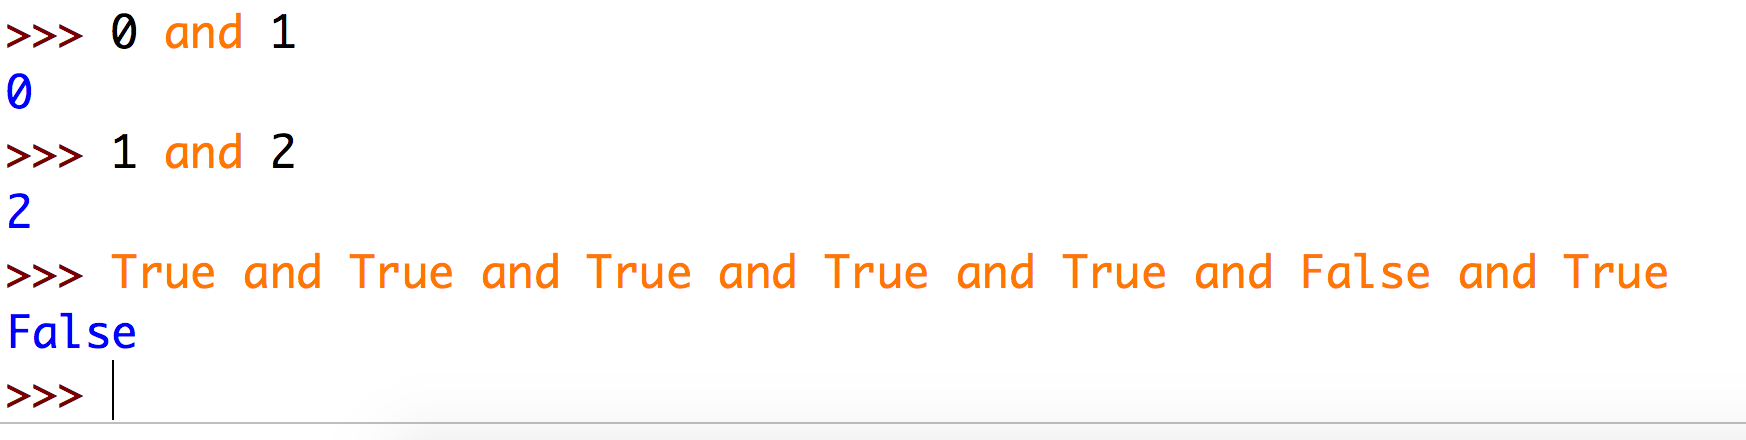 >>> 0 and 1
0
>>> 1 and 2
2
>>> True and True and True and True and True and False and True
False
>>>